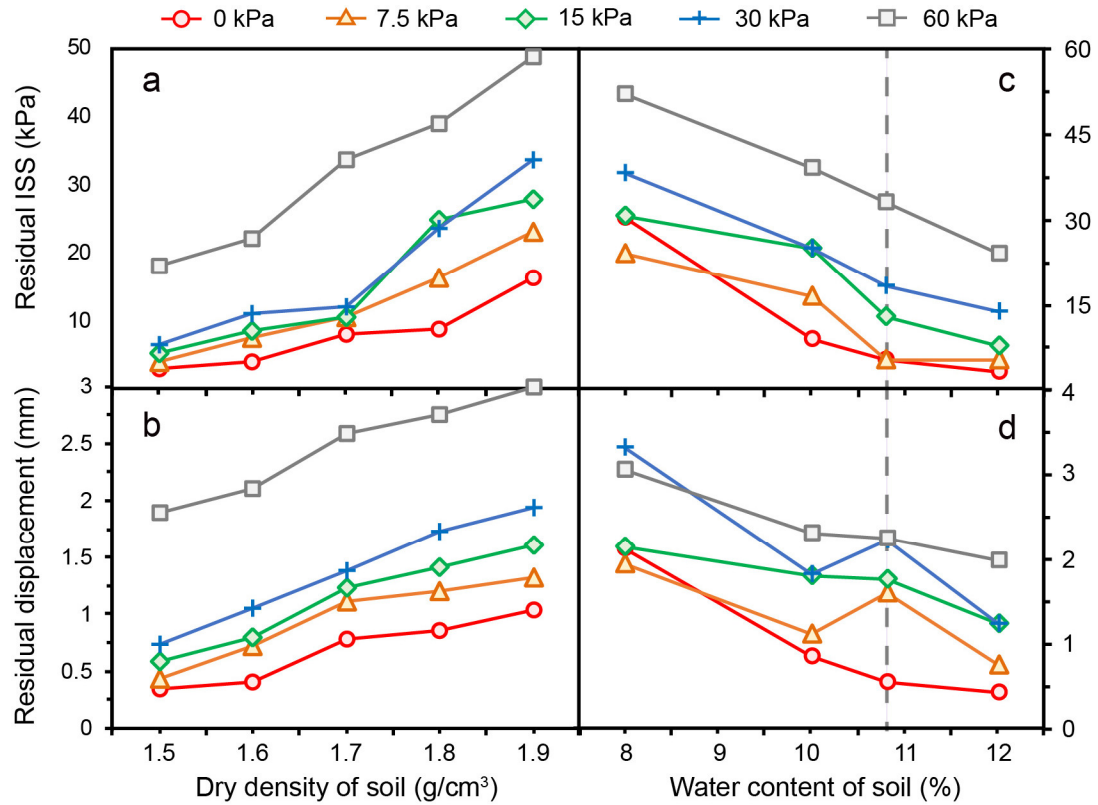 0 kPa 7.5 kPa 15 kPa 30 kPa 60 kPa
Residual ISS (kPa)
50
40
30
20
10
3
a
c
60
45
30
15
4
Residual displacement (mm)
2.5
2
1.5
1
0.5
0
b
d
3
2
1
0
1.5 1.6 1.7 1.8 1.9
8 9 10 11 12
Dry density of soil (g/cm³)
Water content of soil (%)